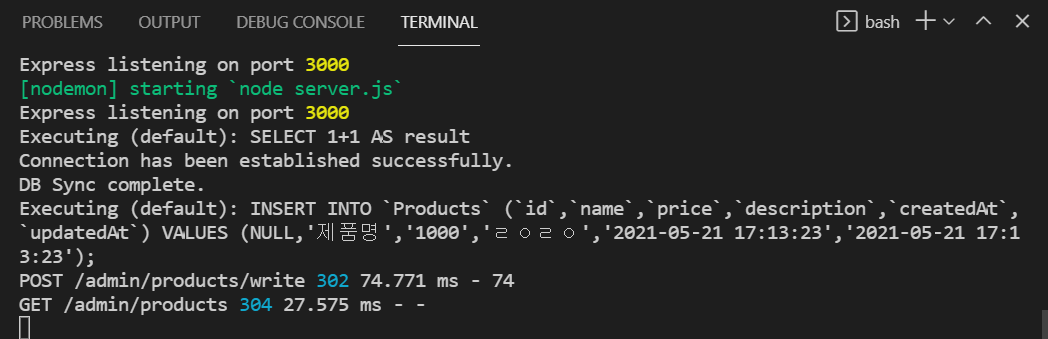 PROBLEMS OUTPUT DEBUG CONSOLE TERMINAL bash
Express listening on port 3000
[nodemon] starting `node server.js`
Express listening on port 3000
Executing (default): SELECT 1+1 AS result
Connection has been established successfully.
DB Sync complete.
Executing (default): INSERT INTO `Products` (`id`,`name`,`price`,`description`,`createdAt`,
`updatedAt`) VALUES (NULL,'제품명','1000','ㄹㅇㄹㅇ','2021-05-21 17:13:23','2021-05-21 17:1
3:23');
POST /admin/products/write 302 74.771 ms - 74
GET /admin/products 304 27.575 ms - -